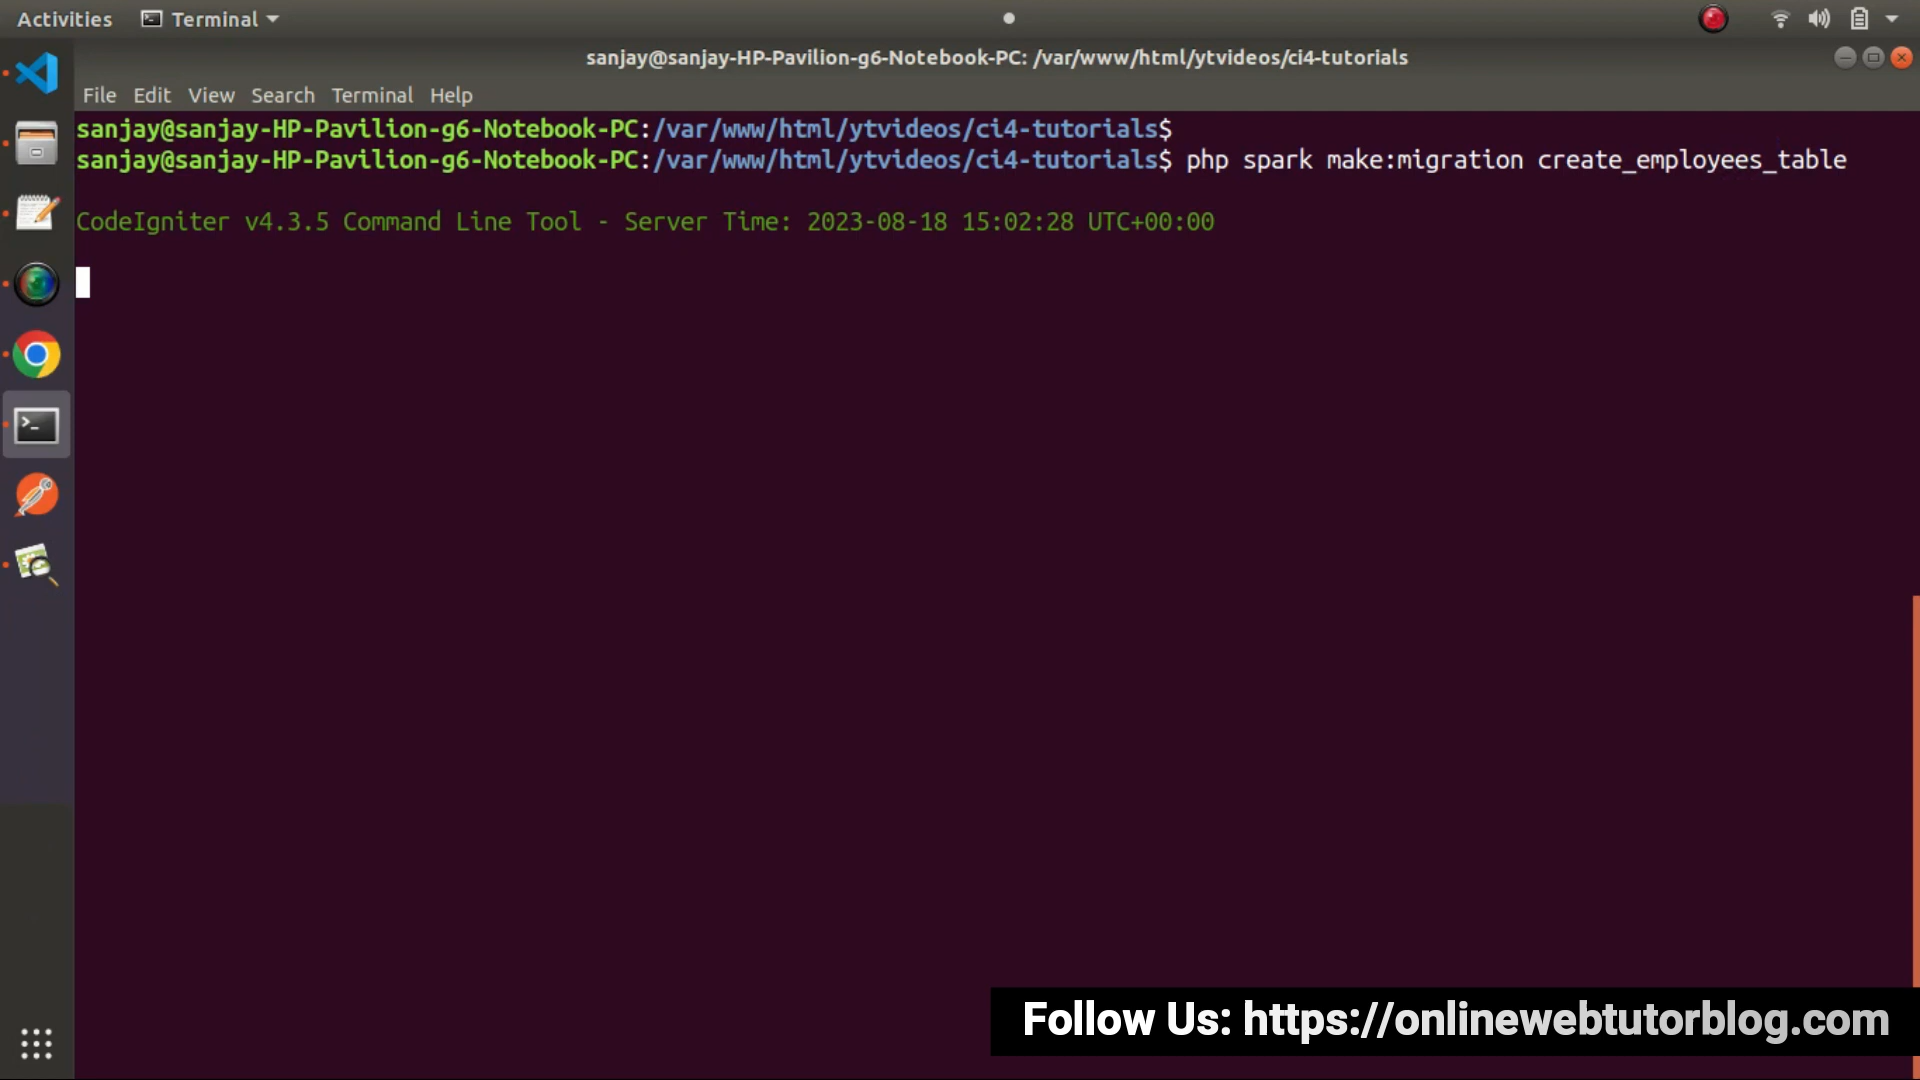 Activities Terminal
sanjay@sanjay-HP-Pavilion-g6-Notebook-PC: /var/www/html/ytvideos/ci4-tutorials
File Edit View Search Terminal Help
sanjay@sanjay-HP-Pavilion-g6-Notebook-PC:/var/www/html/ytvideos/ci4-tutorials$
sanjay@sanjay-HP-Pavilion-g6-Notebook-PC:/var/www/html/ytvideos/ci4-tutorials$ php spark make:migration create_employees_table
CodeIgniter v4.3.5 Command Line Tool - Server Time: 2023-08-18 15:02:28 UTC+00:00
Follow Us: https://onlinewebtutorblog.com